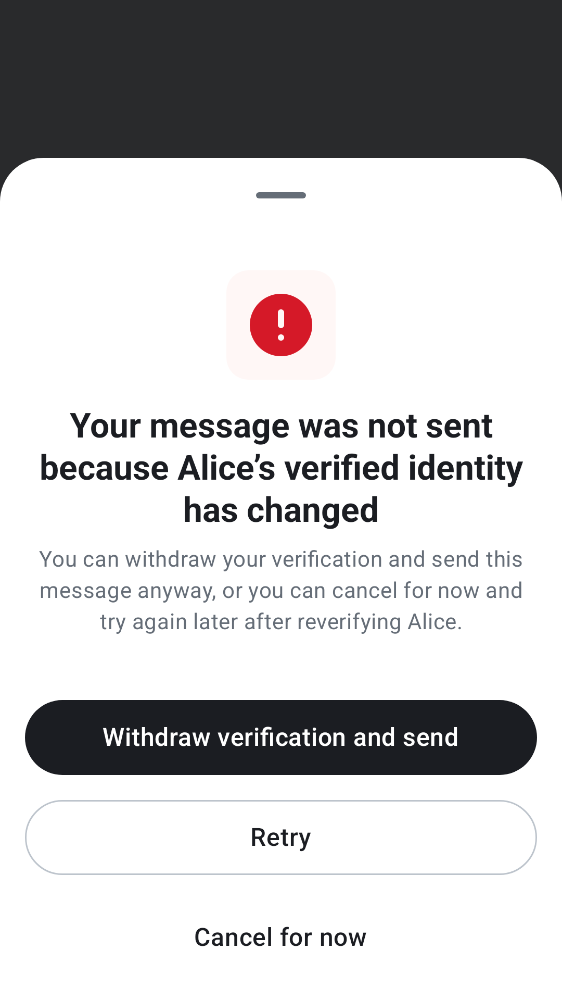 Your message was not sent
because Alice’s verified identity
has changed
You can withdraw your verification and send this
message anyway, or you can cancel for now and
try again later after reverifying Alice.
Withdraw verification and send
Retry
Cancel for now